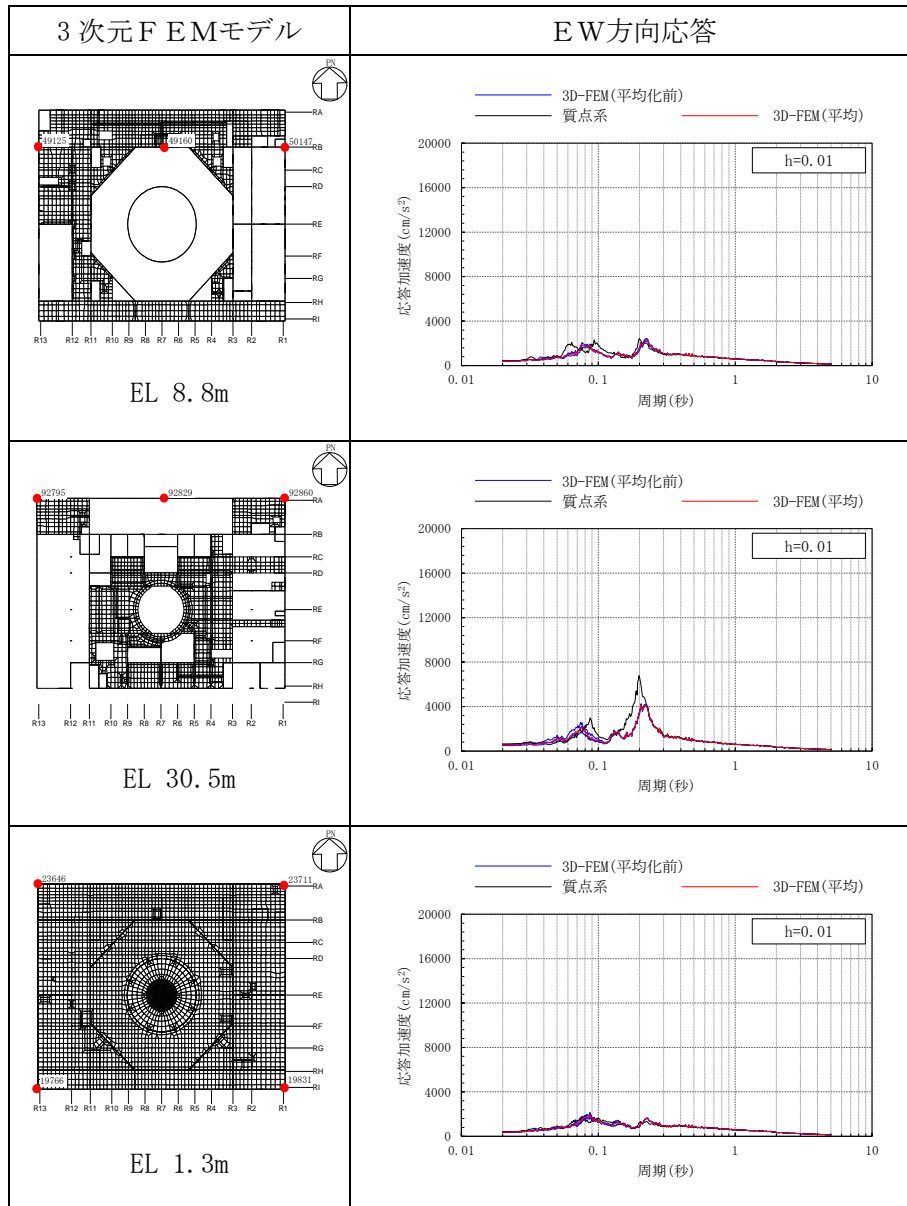 3次元FEMモデル
EW方向応答
PN
49125
49160
50147
RA
RB
RC
RD
RE
RF
RG
RH
RI
R13 R12 R11 R10 R9 R8 R7 R6 R5 R4 R3 R2 R1
EL 8.8m
3D-FEM(平均化前)
質点系 3D-FEM(平均)
h=0.01
応答加速度(cm/s²)
20000
16000
12000
8000
4000
0
0.01 0.1 1 10
周期(秒)
PN
92795
92829
92860
RA
RB
RC
RD
RE
RF
RG
RH
RI
R13 R12 R11 R10 R9 R8 R7 R6 R5 R4 R3 R2 R1
EL 30.5m
3D-FEM(平均化前)
質点系 3D-FEM(平均)
h=0.01
応答加速度(cm/s²)
20000
16000
12000
8000
4000
0
0.01 0.1 1 10
周期(秒)
PN
23646
23711
RA
RB
RC
RD
RE
RF
RG
RH
RI
19766
19831
R13 R12 R11 R10 R9 R8 R7 R6 R5 R4 R3 R2 R1
EL 1.3m
3D-FEM(平均化前)
質点系 3D-FEM(平均)
h=0.01
応答加速度(cm/s²)
20000
16000
12000
8000
4000
0
0.01 0.1 1 10
周期(秒)